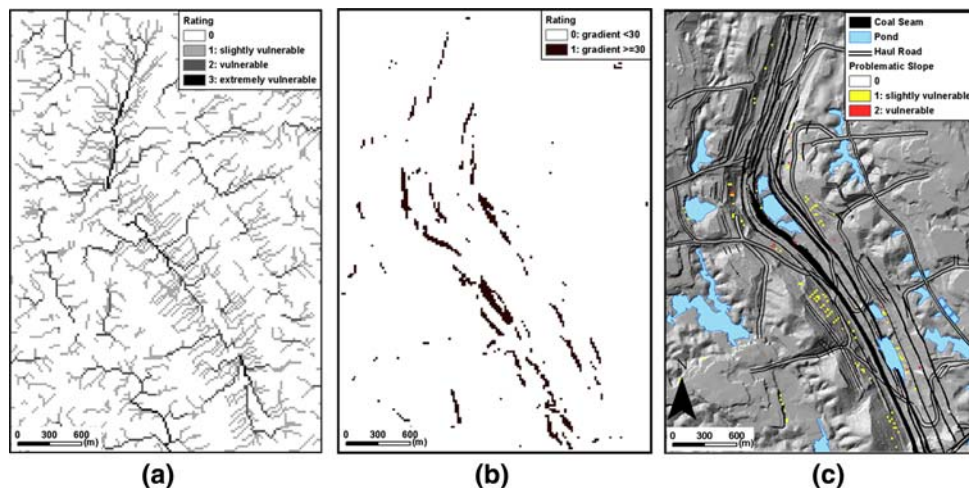 Rating
0
1: slightly vulnerable
2: vulnerable
3: extremely vulnerable
0 300 600
(m)
(a)
Rating
0: gradient <30
1: gradient >=30
0 300 600
(m)
(b)
Coal Seam
Pond
Haul Road
Problematic Slope
0
1: slightly vulnerable
2: vulnerable
0 300 600
(m)
(c)